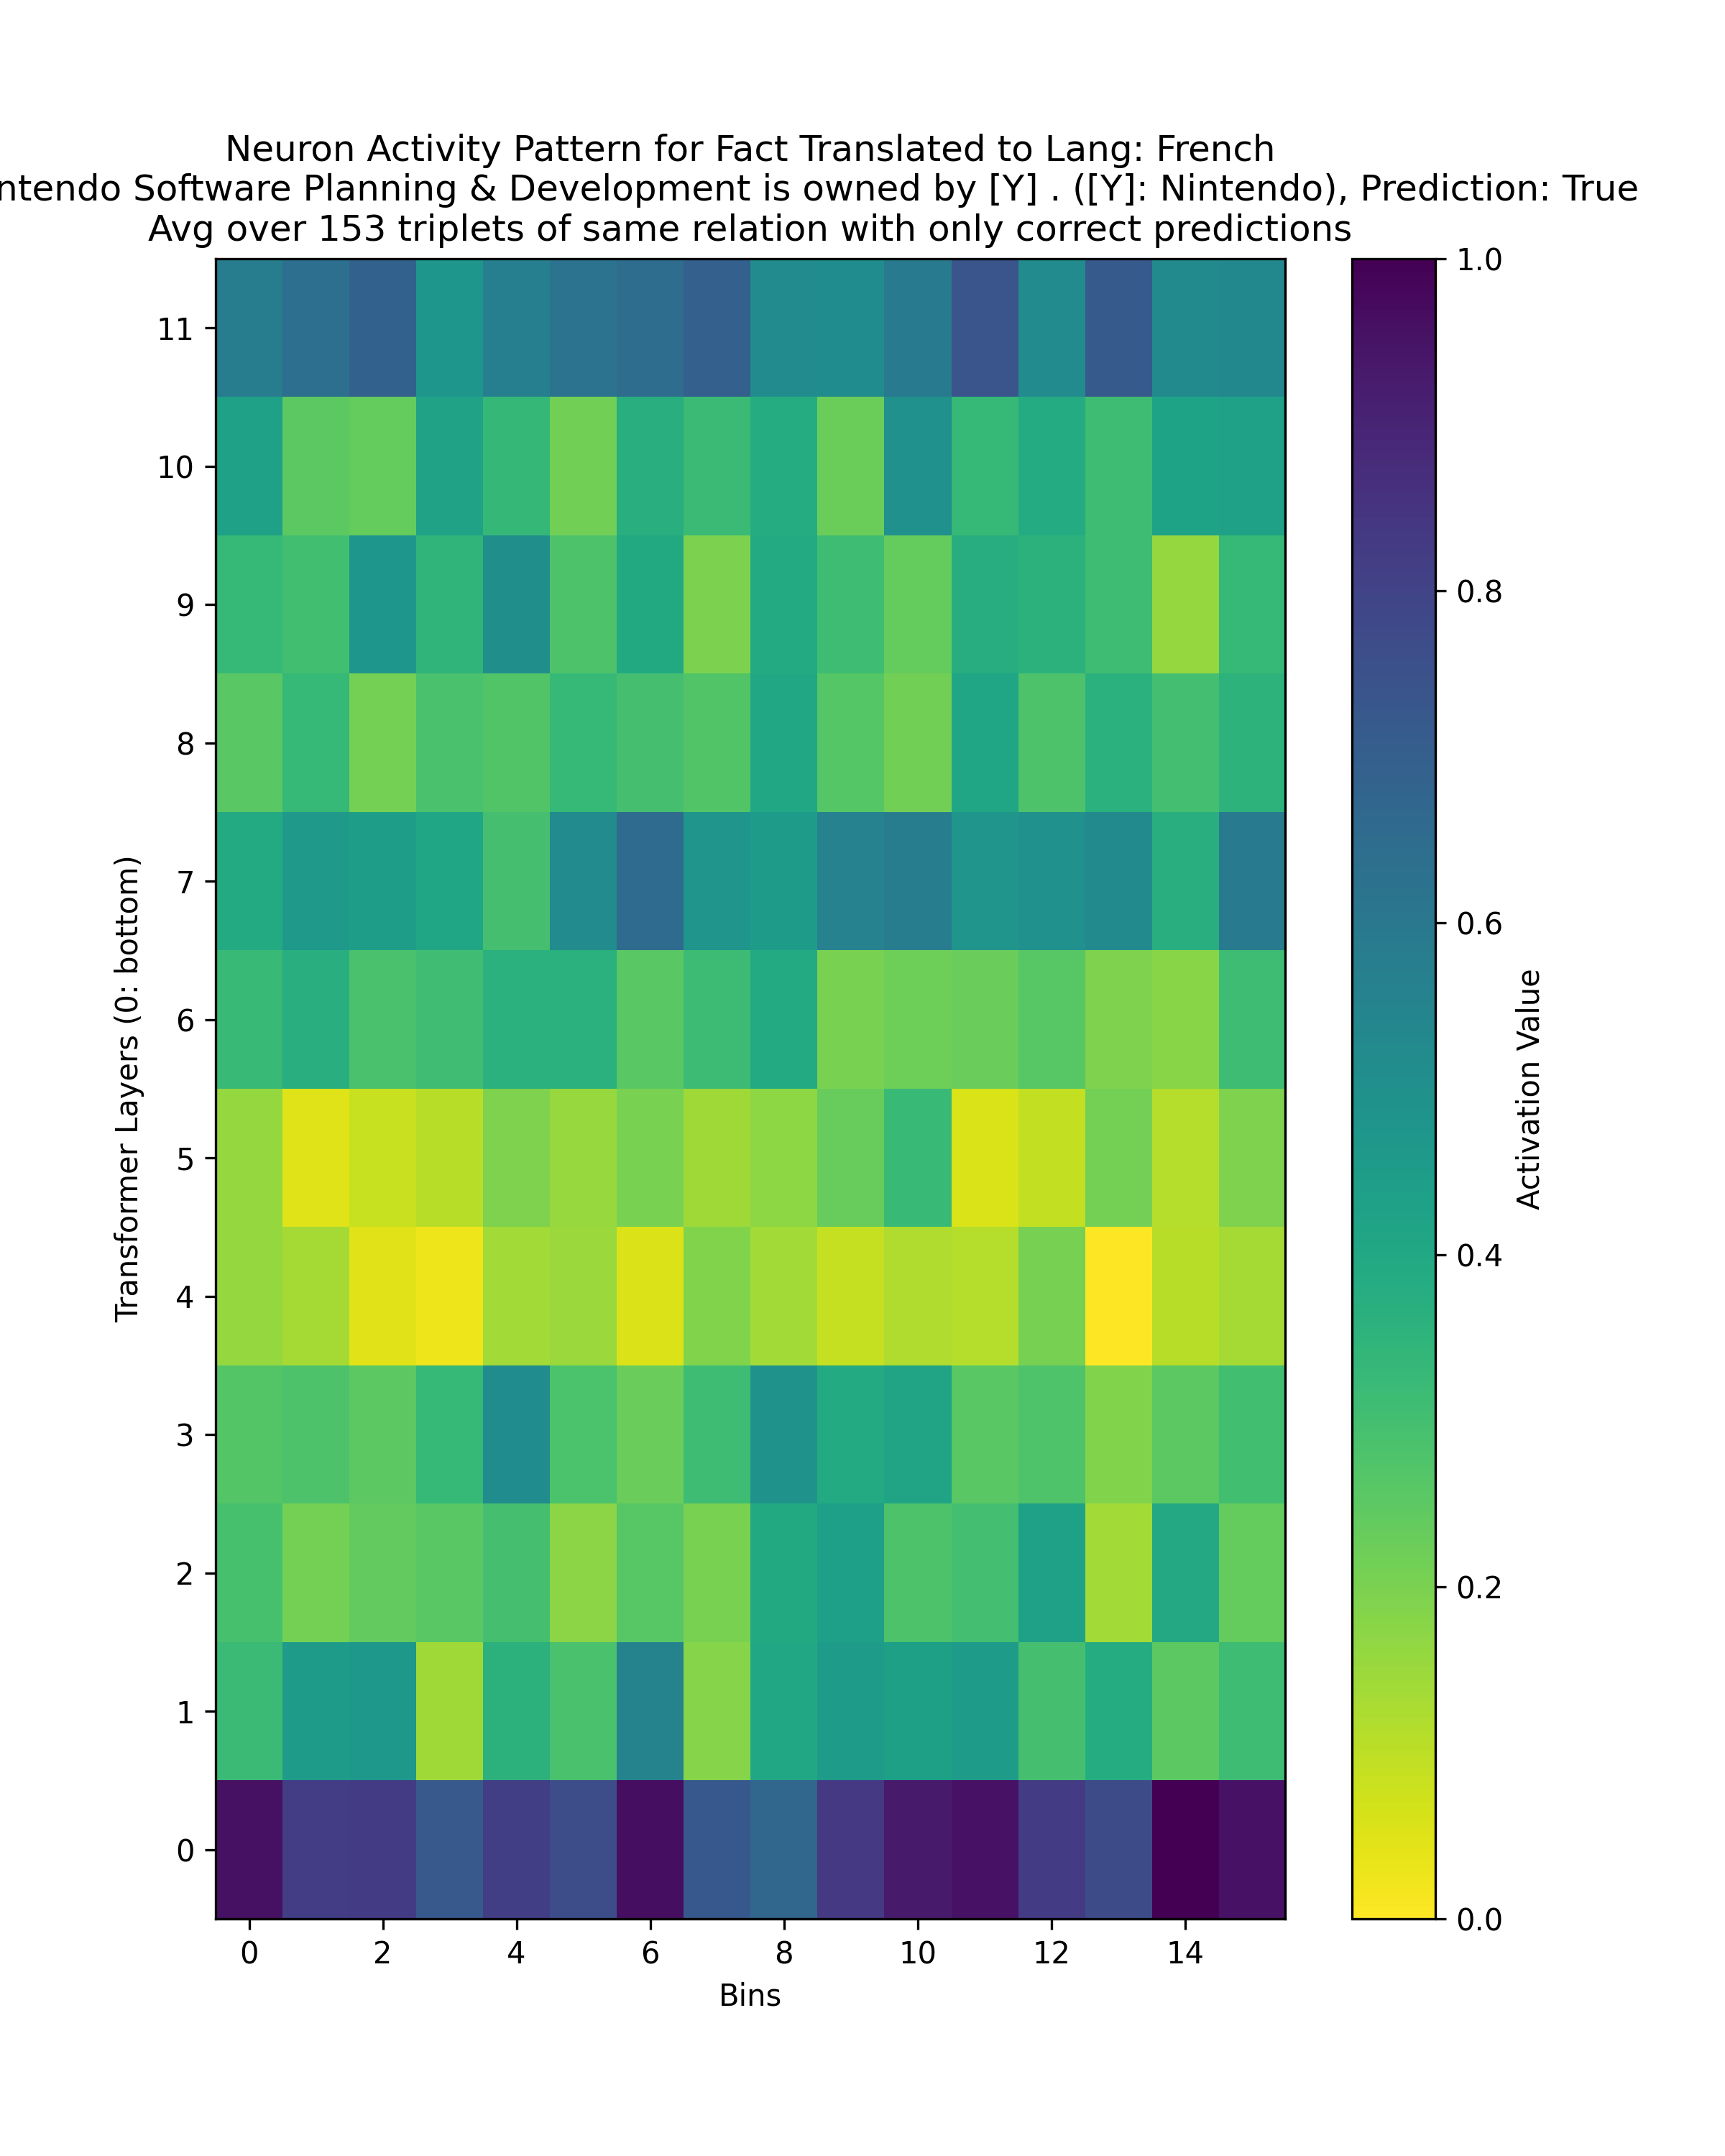 Neuron Activity Pattern for Fact Translated to Lang: French
Software Planning & Development is owned by [Y] . ([Y]: Nintendo), Prediction: True
Avg over 153 triplets of same relation with only correct predictions
11
10
9
8
7
6
5
4
3
2
1
0
Transformer Layers (0: bottom)
0 2 4 6 8 10 12 14
Bins
1.0
0.8
0.6
0.4
0.2
0.0
Activation Value